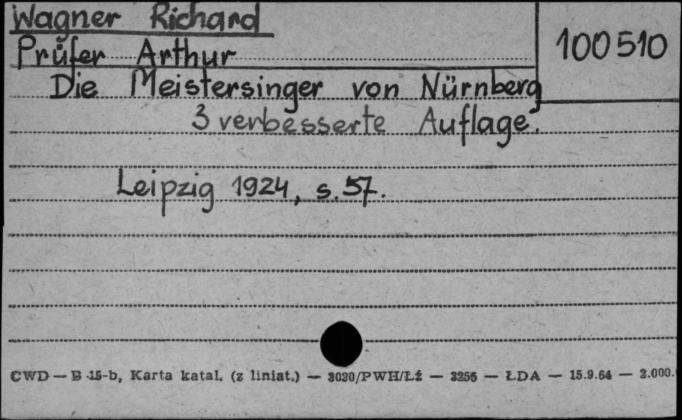 Wagner Richard
100510
Prüfer Arthur
Die Meistersinger von Nürnberg
3 verbesserte Auflage.
Leipzig 1924, s. 57.
CWD — B-15-b, Karta katal. (z liniat.) — 3020/PWH/Łż — 3256 — ŁDA — 15.9.64 — 2.000.